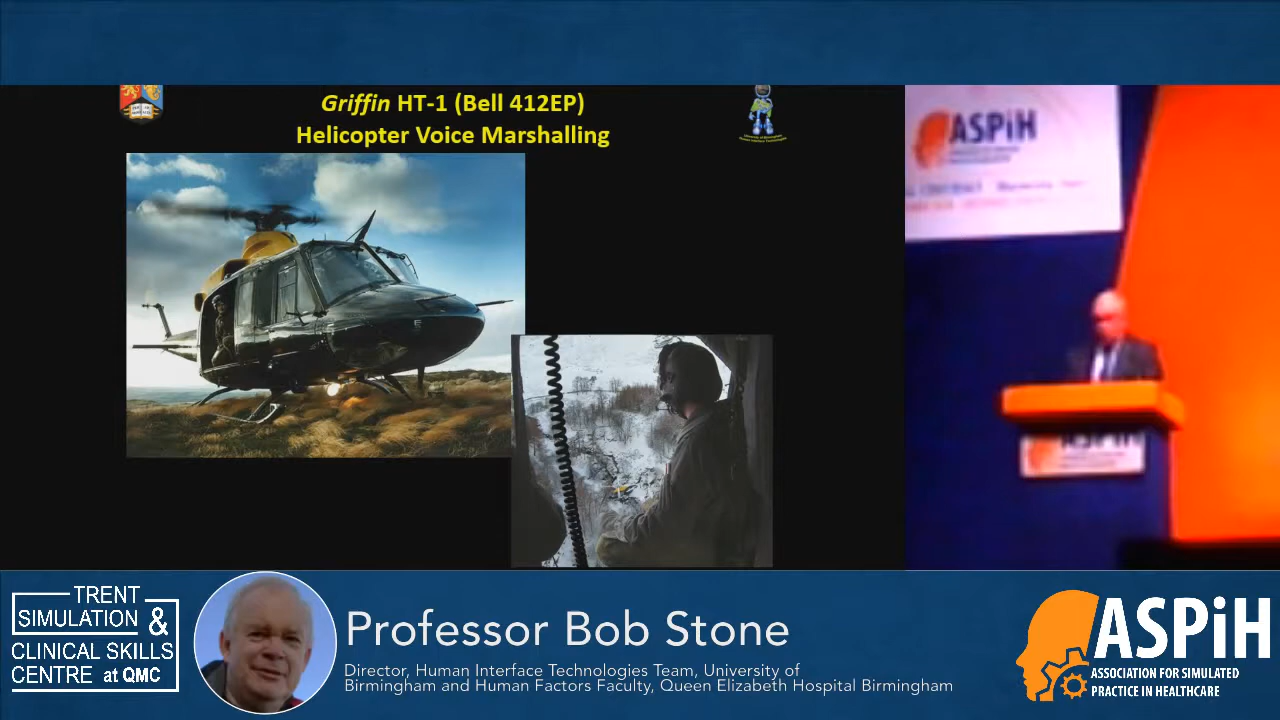 Griffin HT-1 (Bell 412EP)
Helicopter Voice Marshalling
ASPiH
ASPiH
TRENT
SIMULATION &
CLINICAL SKILLS
CENTRE at QMC
Professor Bob Stone
Director, Human Interface Technologies Team, University of
Birmingham and Human Factors Faculty, Queen Elizabeth Hospital Birmingham
ASPiH
ASSOCIATION FOR SIMULATED
PRACTICE IN HEALTHCARE